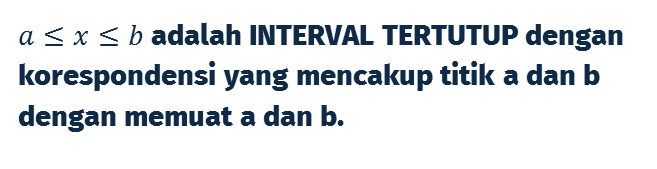 a ≤ x ≤ b adalah INTERVAL TERTUTUP dengan
korespondensi yang mencakup titik a dan b
dengan memuat a dan b.